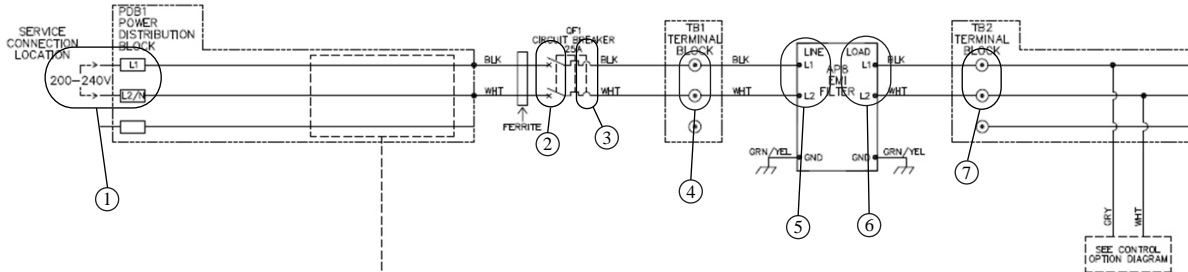 SERVICE
CONNECTION
LOCATION
PDB1
POWER
DISTRIBUTION
BLOCK
L1
200-240V
L2/N
1
BLK
WHT
FERRITE
QF1
CIRCUIT BREAKER
25A
2
3
BLK
WHT
TB1
TERMINAL
BLOCK
4
BLK
WHT
LINE
LOAD
L1
L1
AP8
EMI
FILTER
L2
L2
GRN/YEL
GND
GND
GRN/YEL
5
6
BLK
WHT
TB2
TERMINAL
BLOCK
7
GRY
WHT
SEE CONTROL
OPTION DIAGRAM